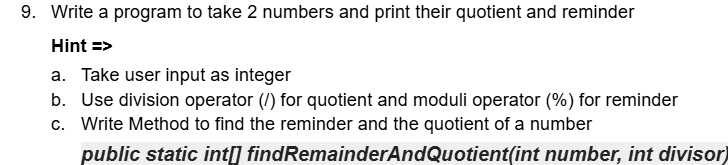 9. Write a program to take 2 numbers and print their quotient and reminder
Hint =>
a. Take user input as integer
b. Use division operator (/) for quotient and moduli operator (%) for reminder
c. Write Method to find the reminder and the quotient of a number
public static int[] findRemainderAndQuotient(int number, int divisor)